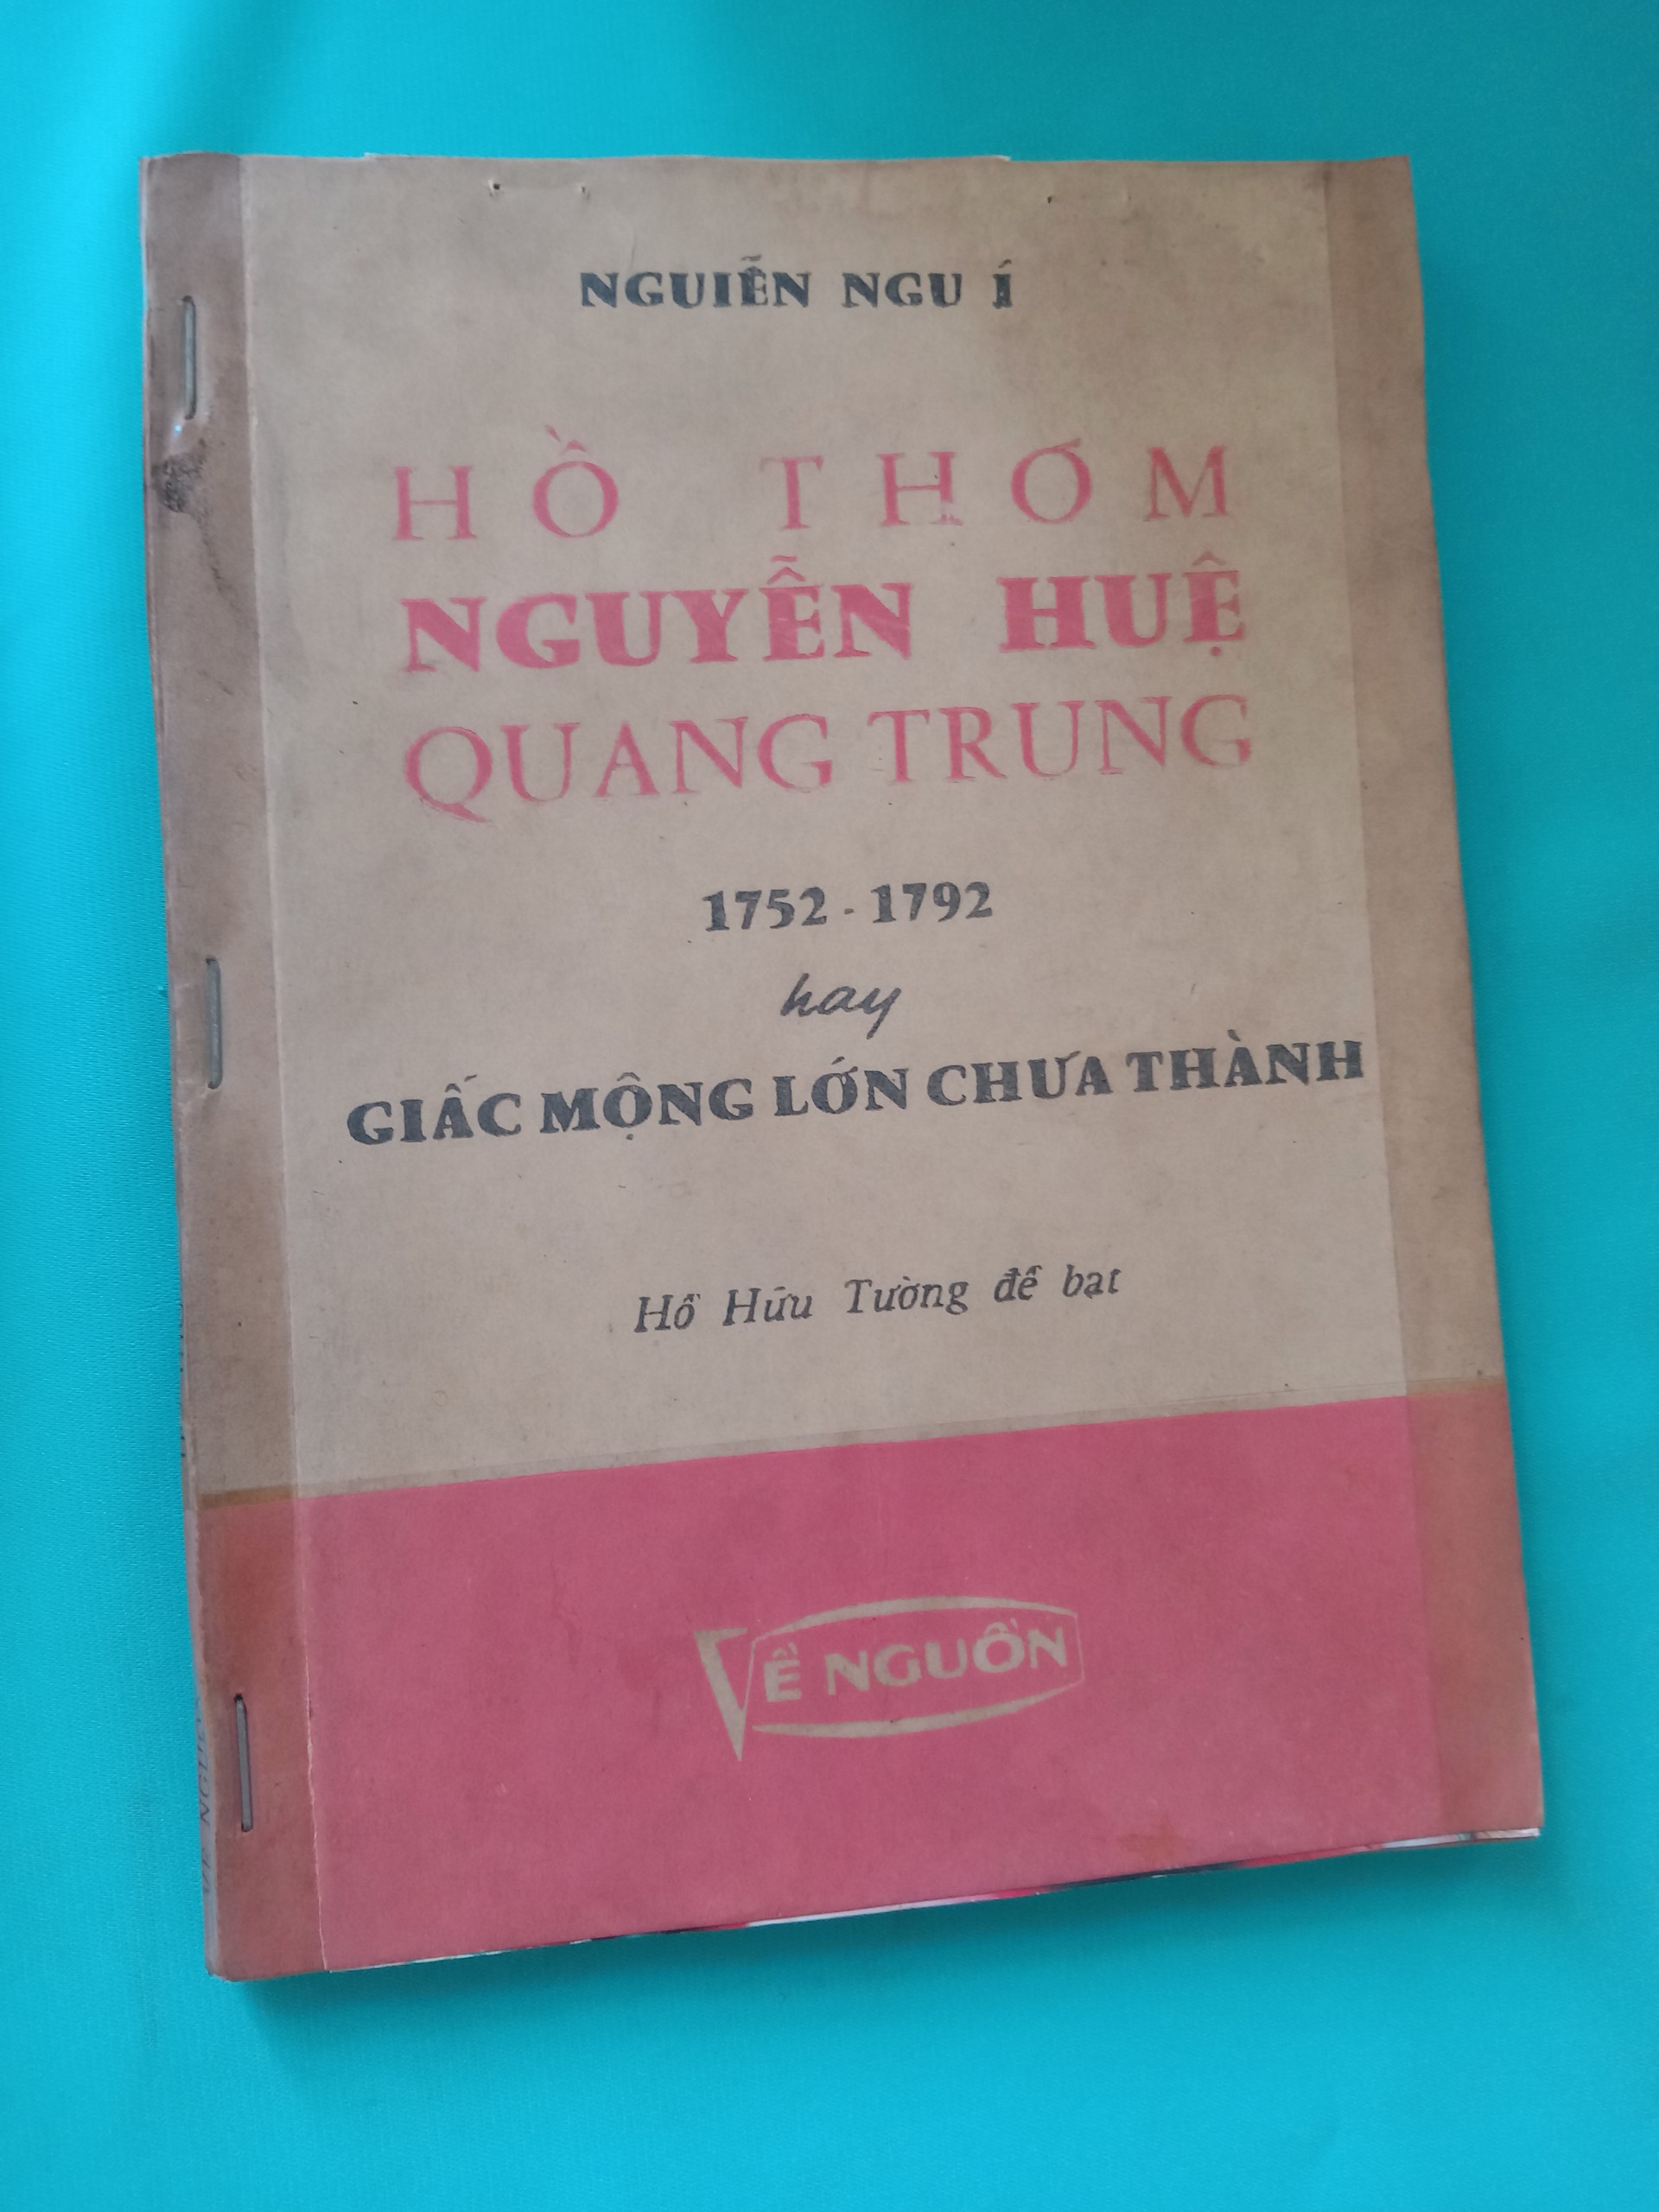 NGUIỄN NGU Í
HỒ THƠM
NGUYỄN HUỆ
QUANG TRUNG
1752 - 1792
hay
GIẤC MỘNG LỚN CHƯA THÀNH
Hồ Hữu Tường đề bạt
VỀ NGUỒN